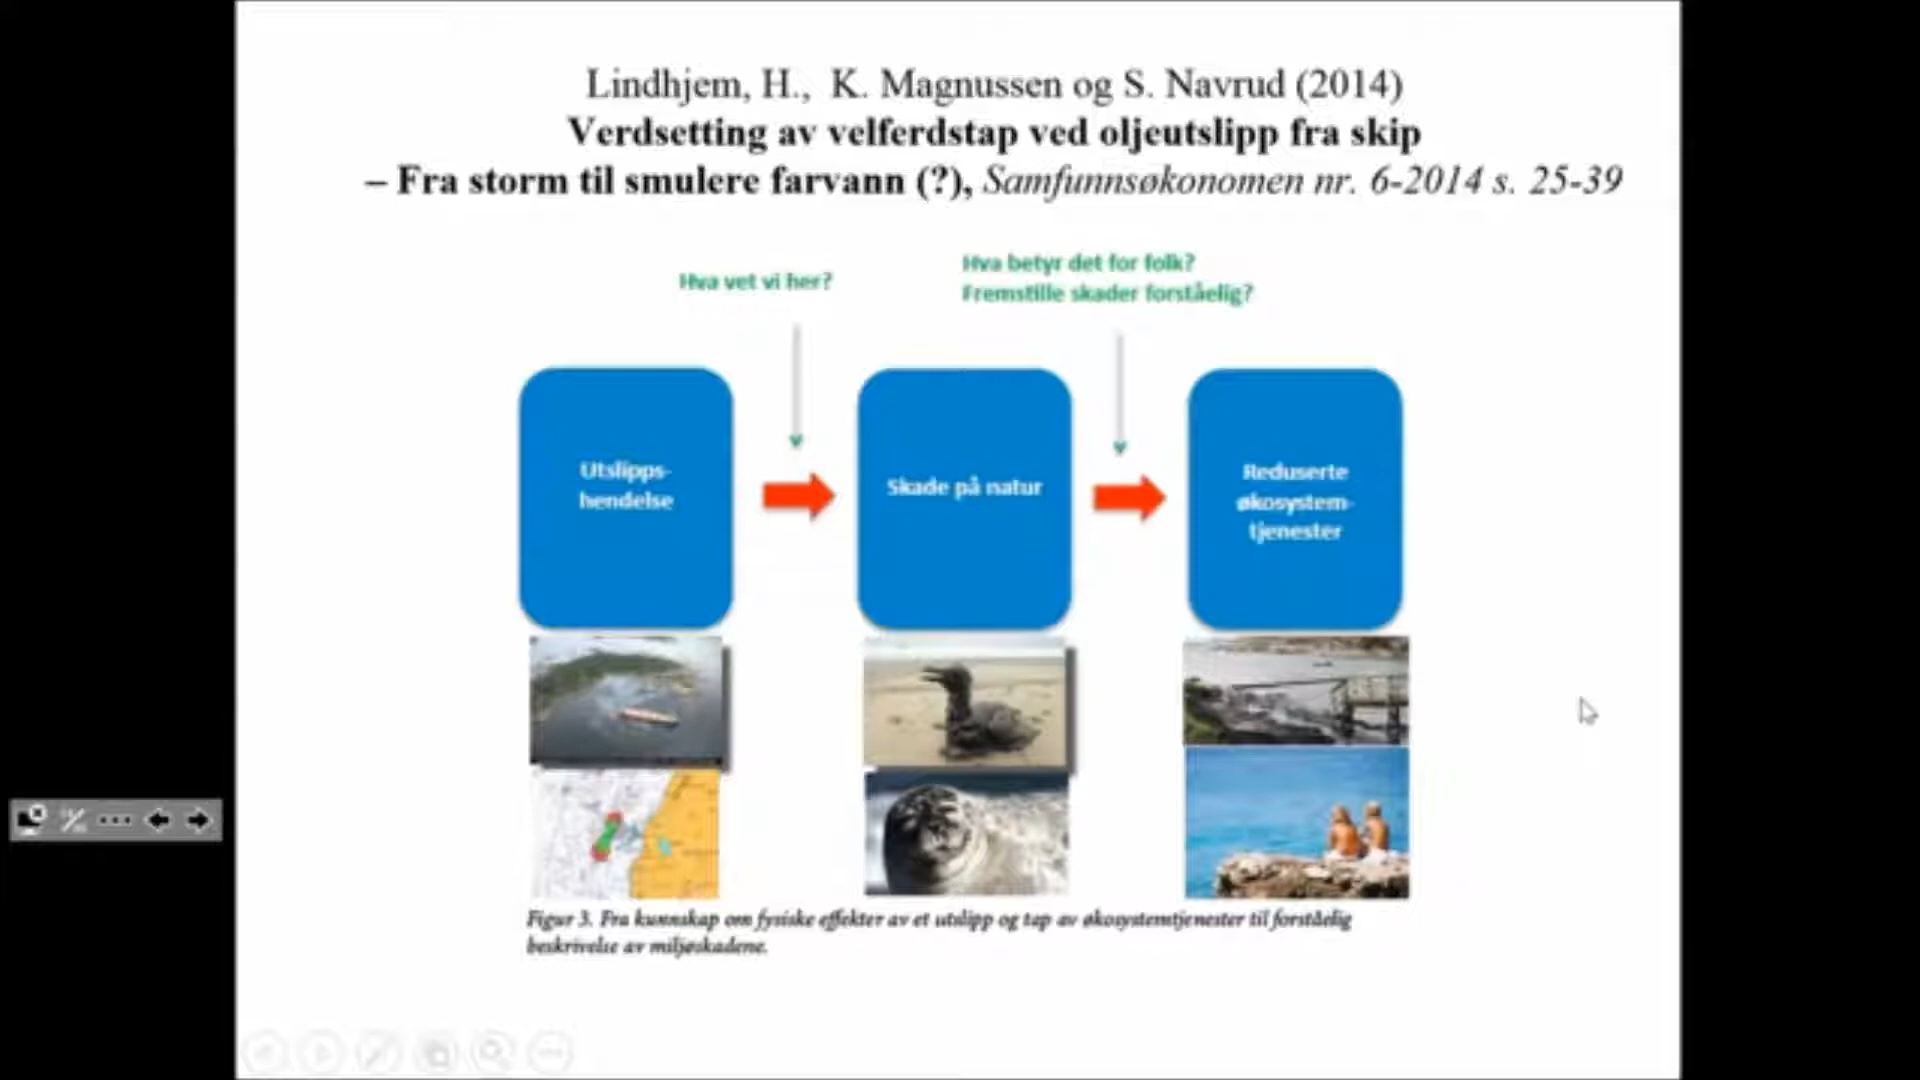 Lindhjem, H., K. Magnussen og S. Navrud (2014)
Verdsetting av velferdstap ved oljeutslipp fra skip
– Fra storm til smulere farvann (?), Samfunnsøkonomen nr. 6-2014 s. 25-39
Hva vet vi her?
Hva betyr det for folk?
Fremstille skader forståelig?
Utslipps-
hendelse
Skade på natur
Reduserte
økosystem-
tjenester
Figur 3. Fra kunnskap om fysiske effekter av et utslipp og tap av økosystemtjenester til forståelig
beskrivelse av miljøskadene.